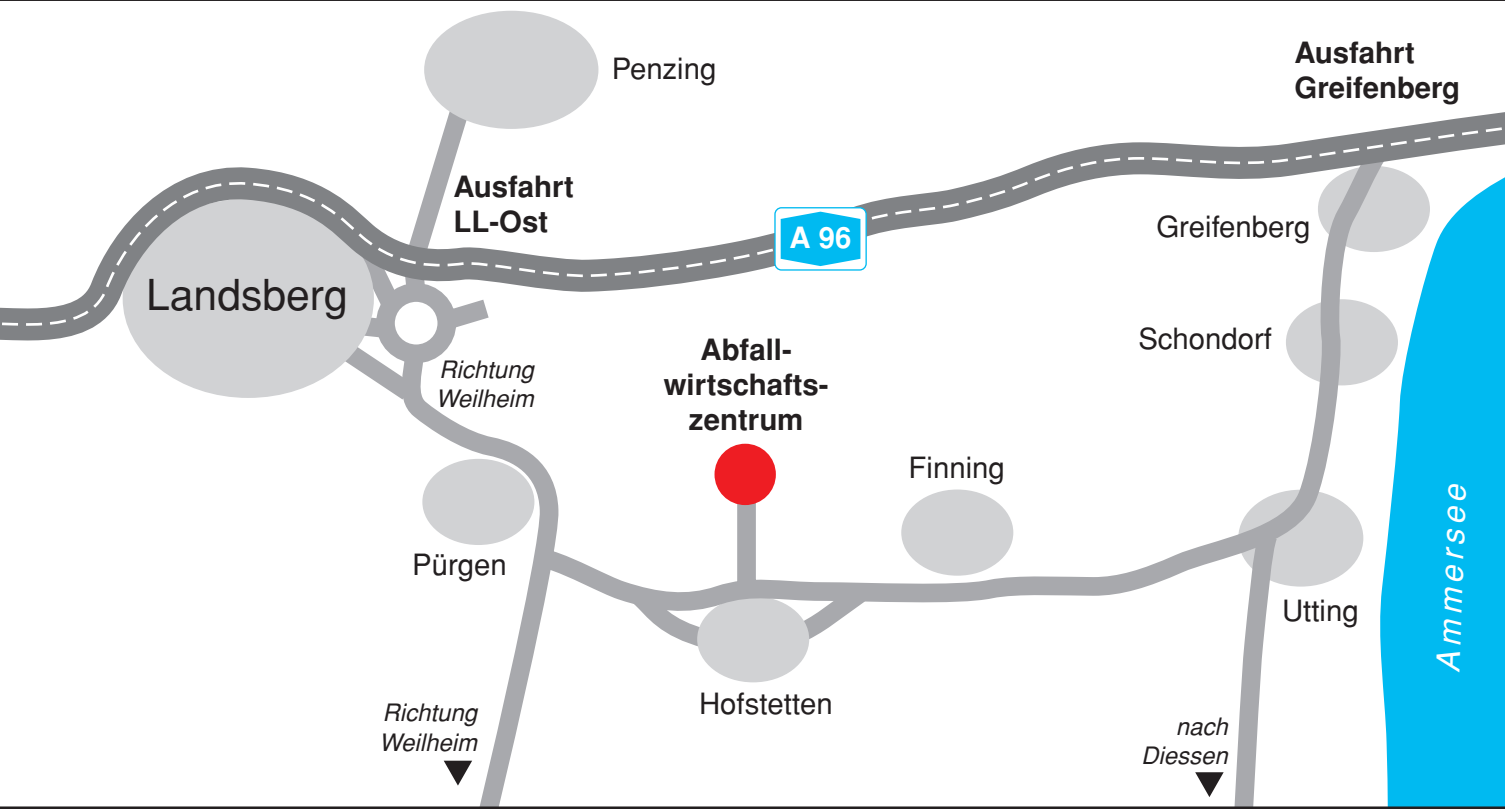 Penzing
Ausfahrt
Greifenberg
Ausfahrt
LL-Ost
A 96
Greifenberg
Landsberg
Schondorf
Richtung
Weilheim
Abfall-
wirtschafts-
zentrum
Finning
Pürgen
Utting
Ammersee
Hofstetten
Richtung
Weilheim
nach
Diessen